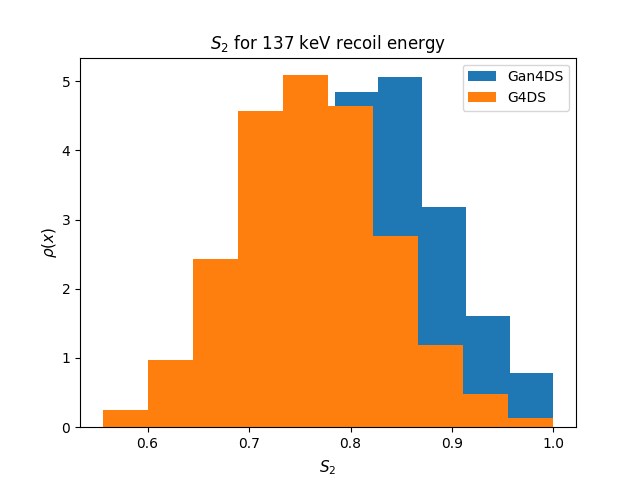 S₂ for 137 keV recoil energy
Gan4DS
G4DS
ρ(x)
5
4
3
2
1
0
0.6 0.7 0.8 0.9 1.0
S₂